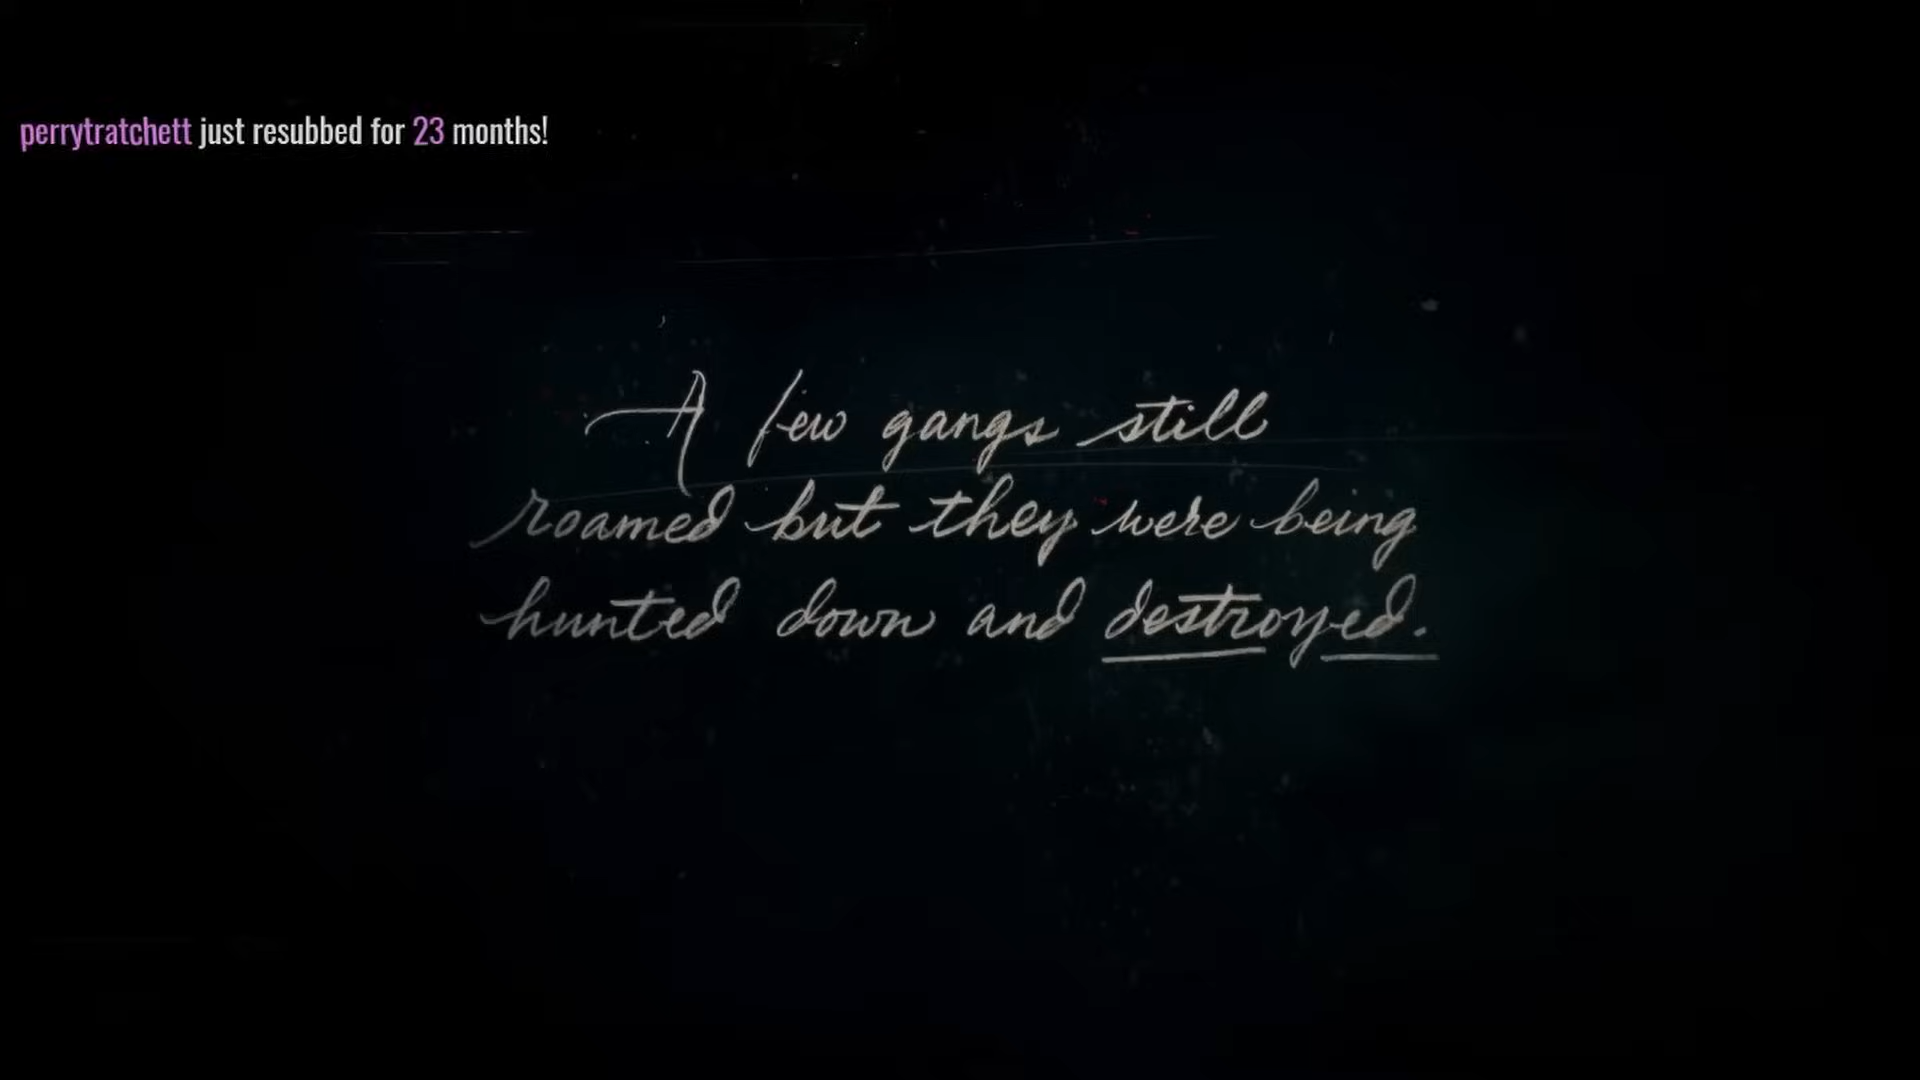 perrytratchett just resubbed for 23 months!
A few gangs still
roamed but they were being
hunted down and destroyed.